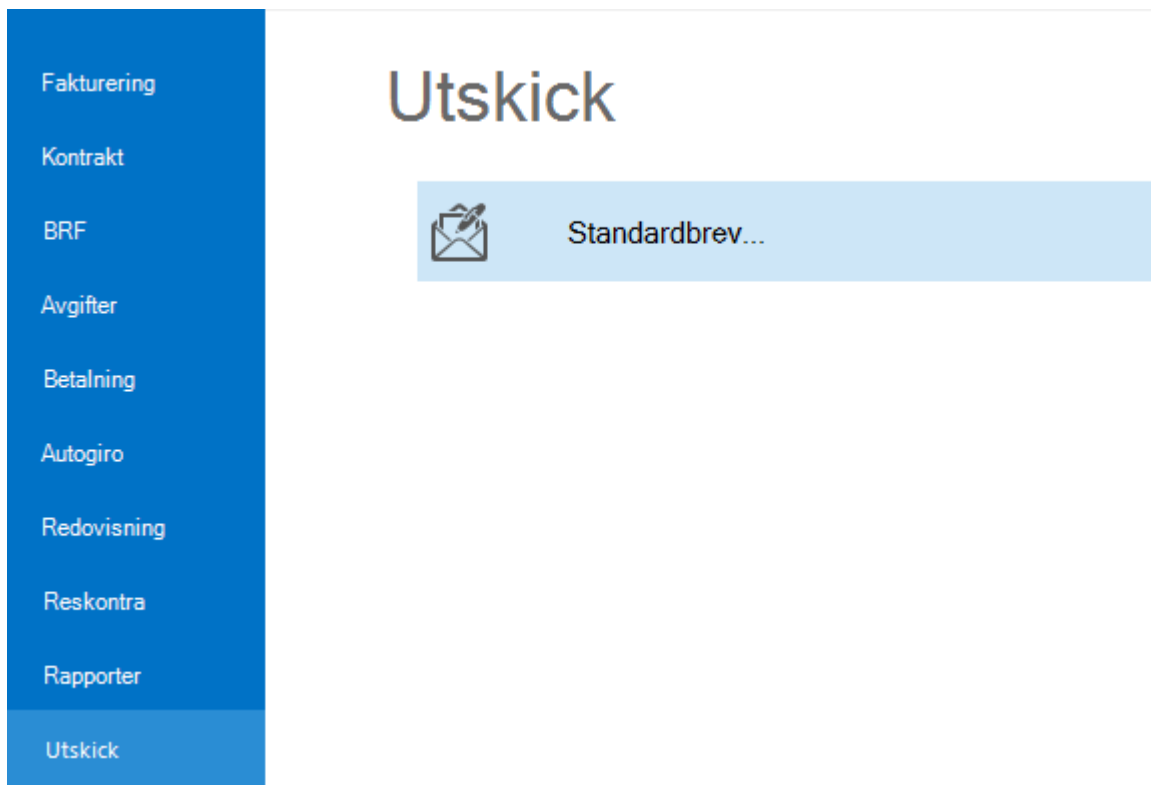 Fakturering
Kontrakt
BRF
Avgifter
Betalning
Autogiro
Redovisning
Reskontra
Rapporter
Utskick
Utskick
Standardbrev...